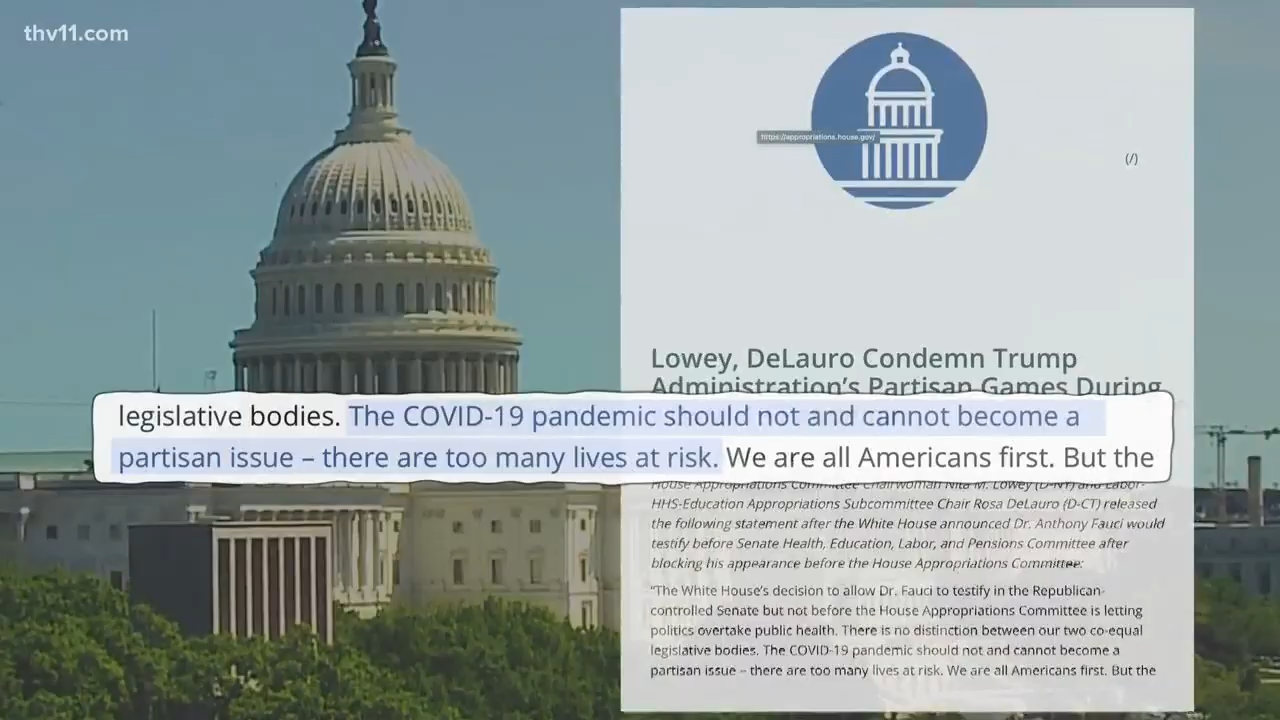 thv11.com
https://appropriations.house.gov/
(/)
Lowey, DeLauro Condemn Trump
Administration's Partisan Games During
legislative bodies. The COVID-19 pandemic should not and cannot become a
partisan issue – there are too many lives at risk. We are all Americans first. But the
House Appropriations Committee Chairwoman Nita M. Lowey (D-NY) and Labor-
HHS-Education Appropriations Subcommittee Chair Rosa DeLauro (D-CT) released
the following statement after the White House announced Dr. Anthony Fauci would
testify before Senate Health, Education, Labor, and Pensions Committee after
blocking his appearance before the House Appropriations Committee:
"The White House's decision to allow Dr. Fauci to testify in the Republican-
controlled Senate but not before the House Appropriations Committee is letting
politics overtake public health. There is no distinction between our two co-equal
legislative bodies. The COVID-19 pandemic should not and cannot become a
partisan issue – there are too many lives at risk. We are all Americans first. But the